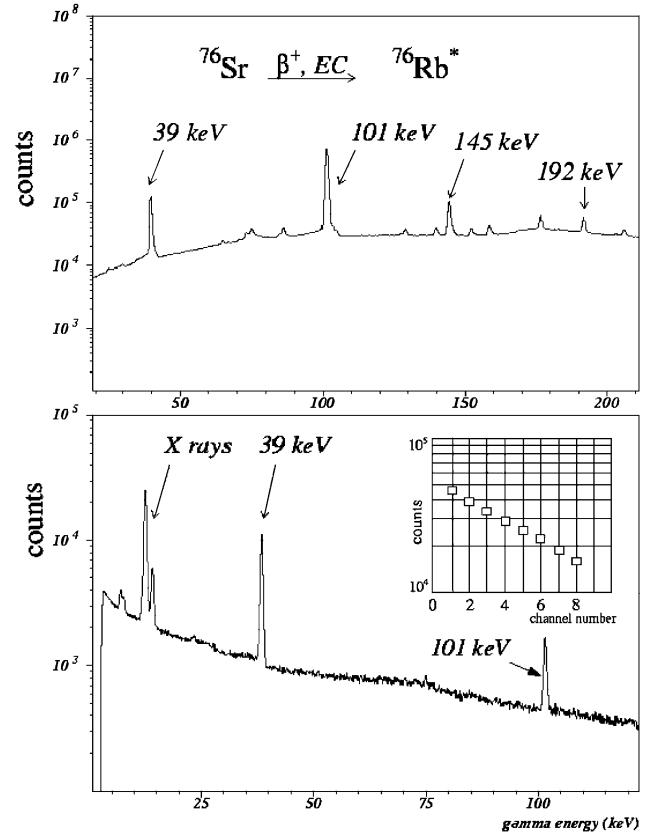 10^8
10^7
10^6
10^5
10^4
10^3
counts
76Sr β+, EC 76Rb*
39 keV
101 keV
145 keV
192 keV
50 100 150 200
10^5
10^4
10^3
counts
X rays
39 keV
101 keV
10^5
counts
10^4
0 2 4 6 8
channel number
25 50 75 100
gamma energy (keV)